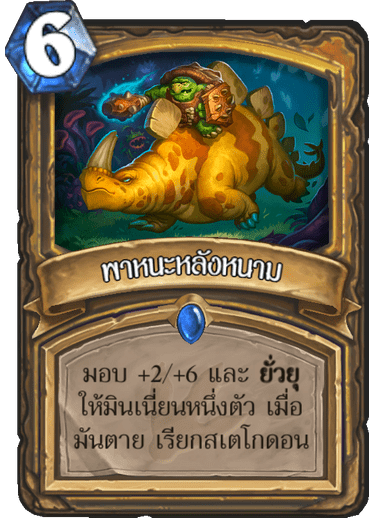 6
พาหนะหลังหนาม
มอบ +2/+6 และ ยั่วยุ
ให้มินเนี่ยนหนึ่งตัว เมื่อ
มันตาย เรียกสเตโกดอน